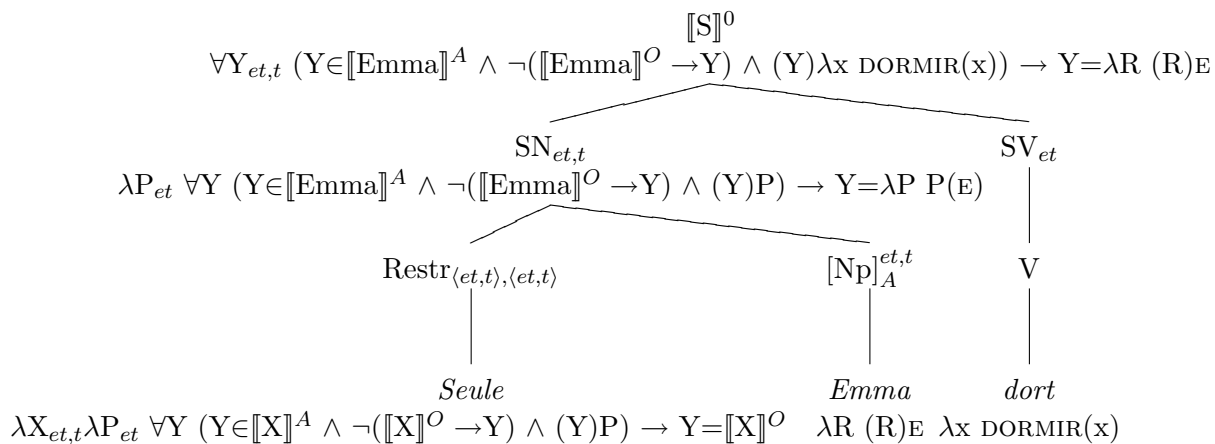 ⟦S⟧⁰
∀Y_{et,t} (Y∈⟦Emma⟧^A ∧ ¬(⟦Emma⟧^O →Y) ∧ (Y)λx DORMIR(x)) → Y=λR (R)E
SN_{et,t} SV_{et}
λP_{et} ∀Y (Y∈⟦Emma⟧^A ∧ ¬(⟦Emma⟧^O →Y) ∧ (Y)P) → Y=λP P(E)
Restr_{⟨et,t⟩,⟨et,t⟩} [Np]_A^{et,t} V
Seule Emma dort
λX_{et,t}λP_{et} ∀Y (Y∈⟦X⟧^A ∧ ¬(⟦X⟧^O →Y) ∧ (Y)P) → Y=⟦X⟧^O λR (R)E λx DORMIR(x)